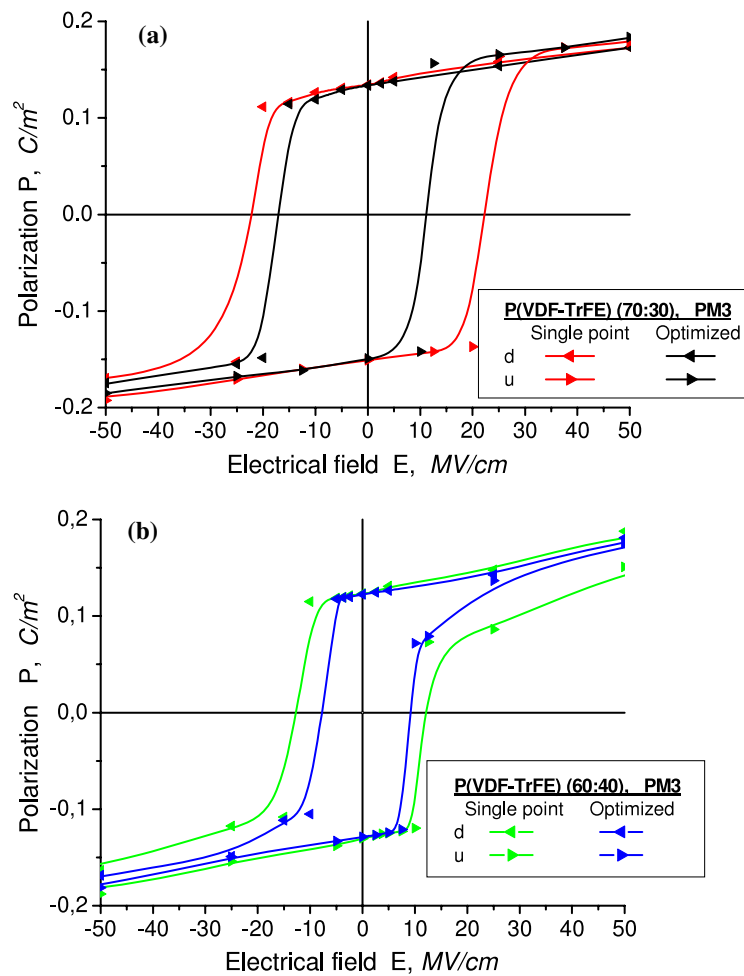 (a)
0.2
0.1
0.0
-0.1
-0.2
Polarization P, C/m²
-50 -40 -30 -20 -10 0 10 20 30 40 50
Electrical field E, MV/cm
P(VDF-TrFE) (70:30), PM3
Single point Optimized
d
u
(b)
0,2
0,1
0,0
-0,1
-0,2
Polarization P, C/m²
-50 -40 -30 -20 -10 0 10 20 30 40 50
Electrical field E, MV/cm
P(VDF-TrFE) (60:40), PM3
Single point Optimized
d
u